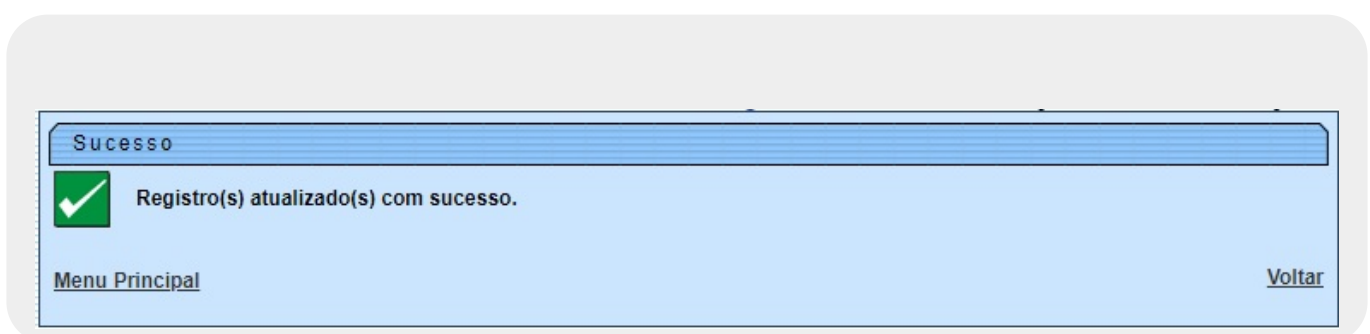 Sucesso
Registro(s) atualizado(s) com sucesso.
Menu Principal
Voltar